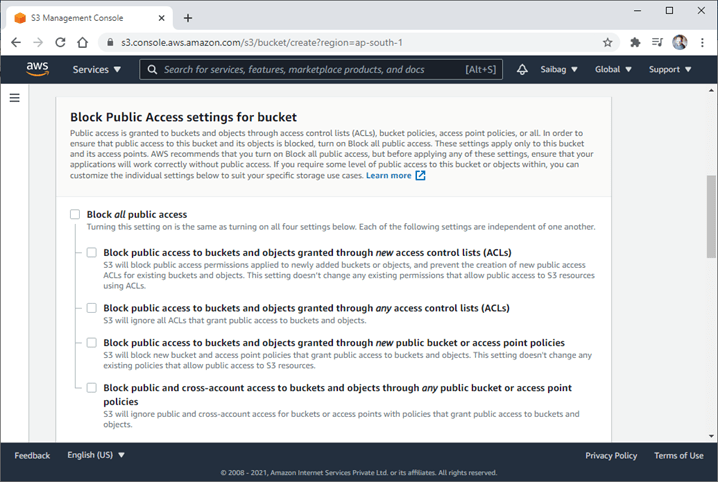 S3 Management Console
s3.console.aws.amazon.com/s3/bucket/create?region=ap-south-1
aws
Services
Search for services, features, marketplace products, and docs
[Alt+S]
Saibag
Global
Support
Block Public Access settings for bucket
Public access is granted to buckets and objects through access control lists (ACLs), bucket policies, access point policies, or all. In order to
ensure that public access to this bucket and its objects is blocked, turn on Block all public access. These settings apply only to this bucket
and its access points. AWS recommends that you turn on Block all public access, but before applying any of these settings, ensure that your
applications will work correctly without public access. If you require some level of public access to this bucket or objects within, you can
customize the individual settings below to suit your specific storage use cases. Learn more
Block all public access
Turning this setting on is the same as turning on all four settings below. Each of the following settings are independent of one another.
Block public access to buckets and objects granted through new access control lists (ACLs)
S3 will block public access permissions applied to newly added buckets or objects, and prevent the creation of new public access
ACLs for existing buckets and objects. This setting doesn't change any existing permissions that allow public access to S3 resources
using ACLs.
Block public access to buckets and objects granted through any access control lists (ACLs)
S3 will ignore all ACLs that grant public access to buckets and objects.
Block public access to buckets and objects granted through new public bucket or access point policies
S3 will block new bucket and access point policies that grant public access to buckets and objects. This setting doesn't change any
existing policies that allow public access to S3 resources.
Block public and cross-account access to buckets and objects through any public bucket or access point
policies
S3 will ignore public and cross-account access for buckets or access points with policies that grant public access to buckets and
objects.
Feedback
English (US)
Privacy Policy
Terms of Use
© 2008 - 2021, Amazon Internet Services Private Ltd. or its affiliates. All rights reserved.